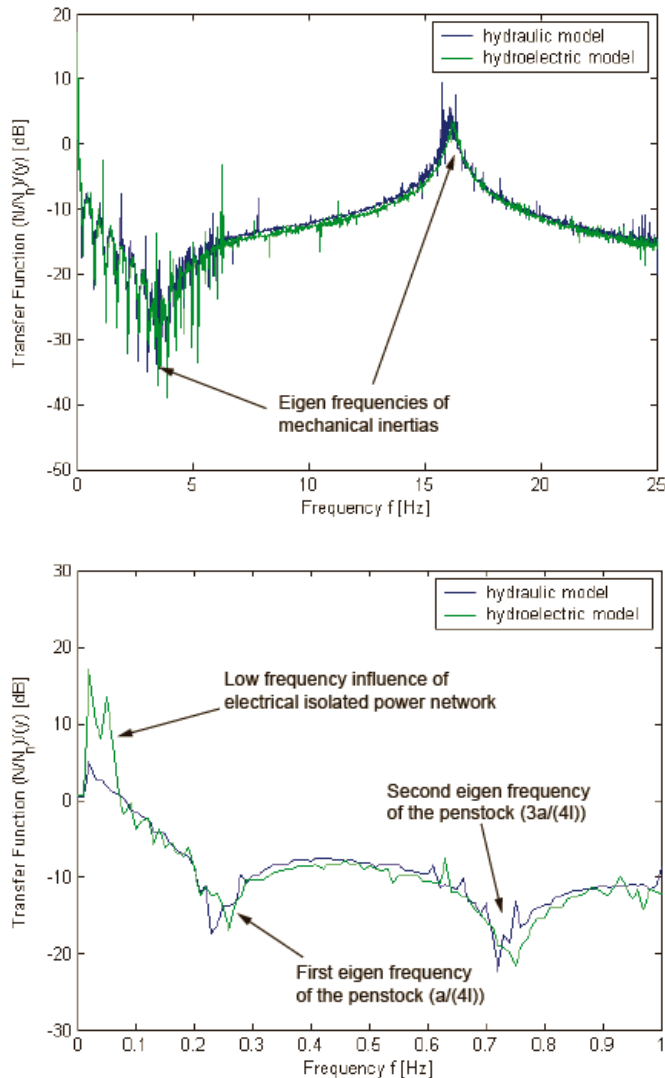 20
10
0
-10
-20
-30
-40
-50
Transfer Function (N/Nn)/(y) [dB]
hydraulic model
hydroelectric model
Eigen frequencies of
mechanical inertias
0 5 10 15 20 25
Frequency f [Hz]
30
20
10
0
-10
-20
-30
Transfer Function (N/Nn)/(y) [dB]
hydraulic model
hydroelectric model
Low frequency influence of
electrical isolated power network
Second eigen frequency
of the penstock (3a/(4l))
First eigen frequency
of the penstock (a/(4l))
0 0.1 0.2 0.3 0.4 0.5 0.6 0.7 0.8 0.9 1
Frequency f [Hz]